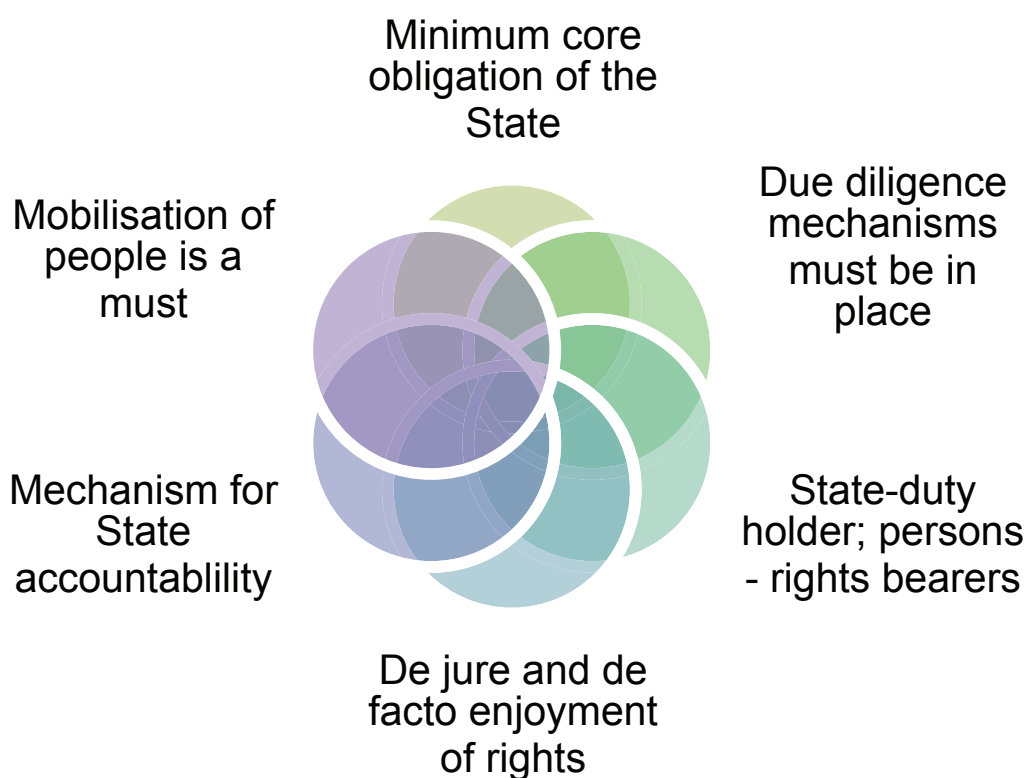 Minimum core
obligation of the
State
Due diligence
mechanisms
must be in
place
State-duty
holder; persons
- rights bearers
De jure and de
facto enjoyment
of rights
Mechanism for
State
accountablility
Mobilisation of
people is a
must